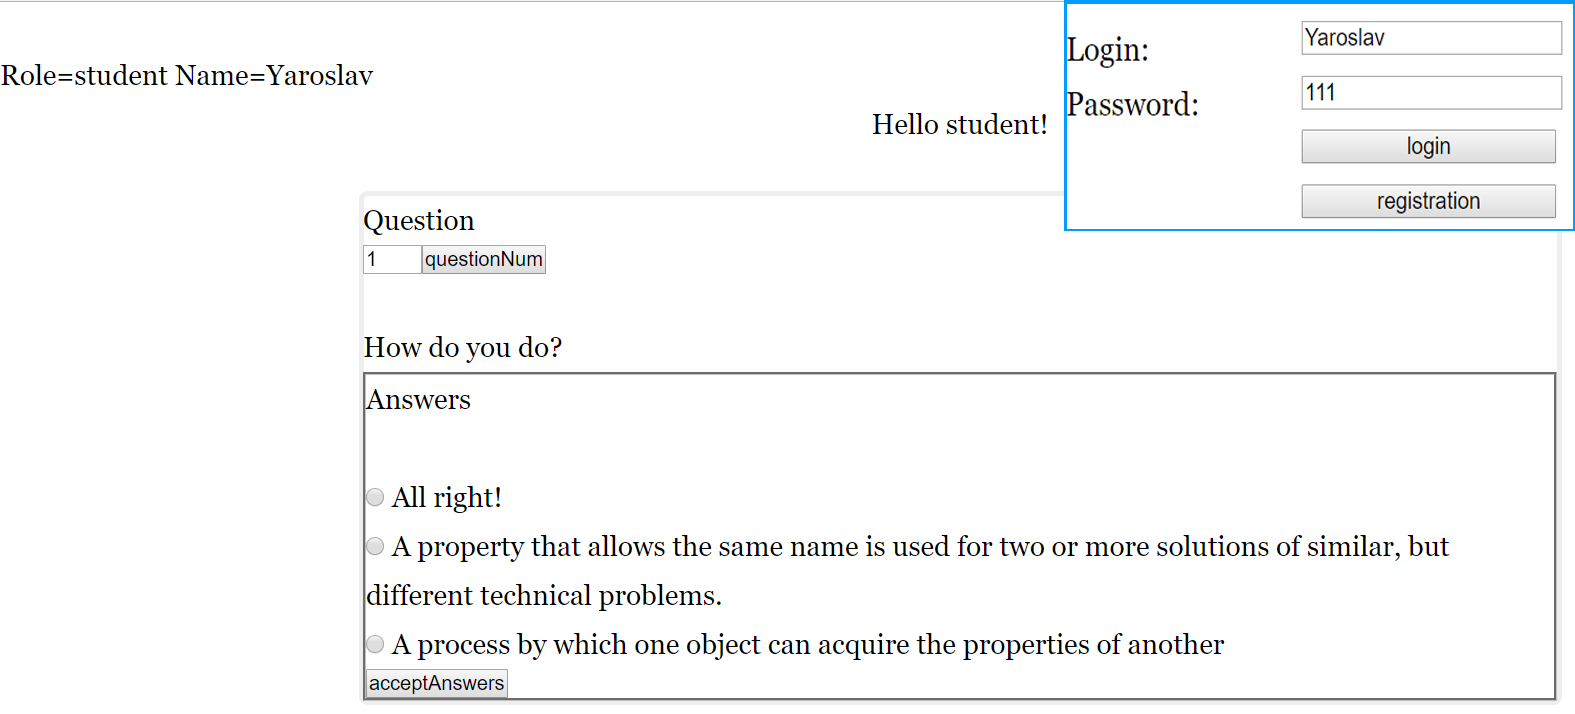 Login:
Yaroslav
Role=student Name=Yaroslav
Password:
111
Hello student!
login
registration
Question
1
questionNum
How do you do?
Answers
All right!
A property that allows the same name is used for two or more solutions of similar, but
different technical problems.
A process by which one object can acquire the properties of another
acceptAnswers